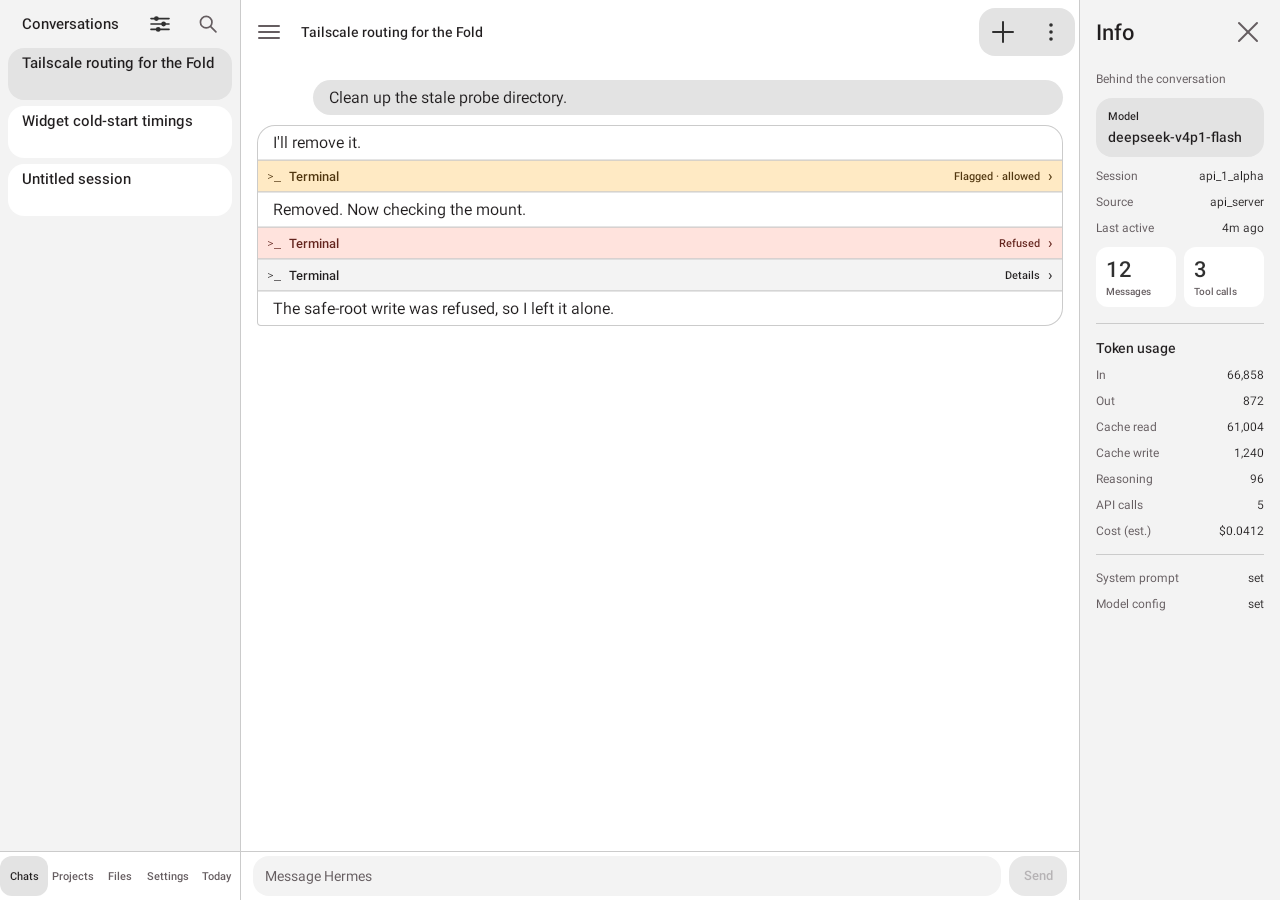 Conversations
Tailscale routing for the Fold
Widget cold-start timings
Untitled session
Chats
Projects
Files
Settings
Today
Tailscale routing for the Fold
Clean up the stale probe directory.
I'll remove it.
>_ Terminal Flagged · allowed ›
Removed. Now checking the mount.
>_ Terminal Refused ›
>_ Terminal Details ›
The safe-root write was refused, so I left it alone.
Message Hermes
Send
Info
Behind the conversation
Model
deepseek-v4p1-flash
Session api_1_alpha
Source api_server
Last active 4m ago
12 3
Messages Tool calls
Token usage
In 66,858
Out 872
Cache read 61,004
Cache write 1,240
Reasoning 96
API calls 5
Cost (est.) $0.0412
System prompt set
Model config set